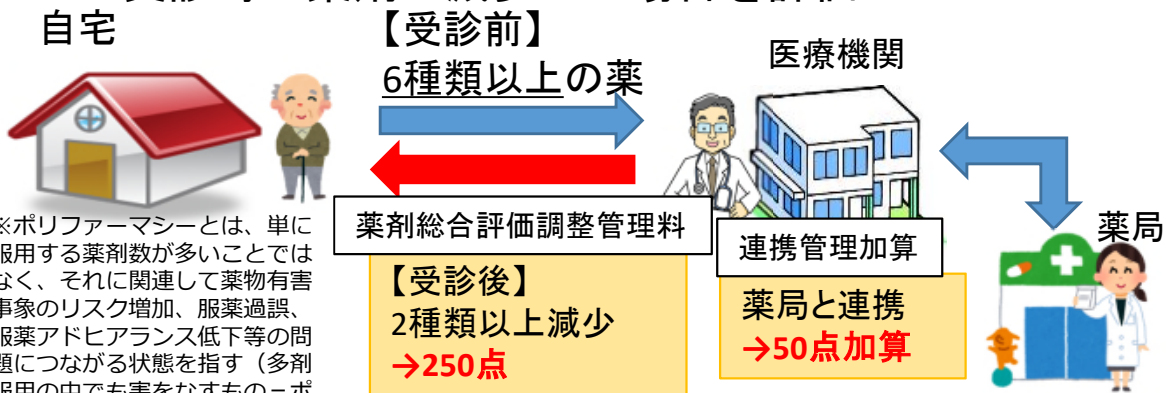 自宅
【受診前】
6種類以上の薬
医療機関
薬局
薬剤総合評価調整管理料
【受診後】
2種類以上減少
→250点
連携管理加算
薬局と連携
→50点加算
※ポリファーマシーとは、単に
服用する薬剤数が多いことでは
なく、それに関連して薬物有害
事象のリスク増加、服薬過誤、
服薬アドヒアランス低下等の問
題につながる状態を指す（多剤